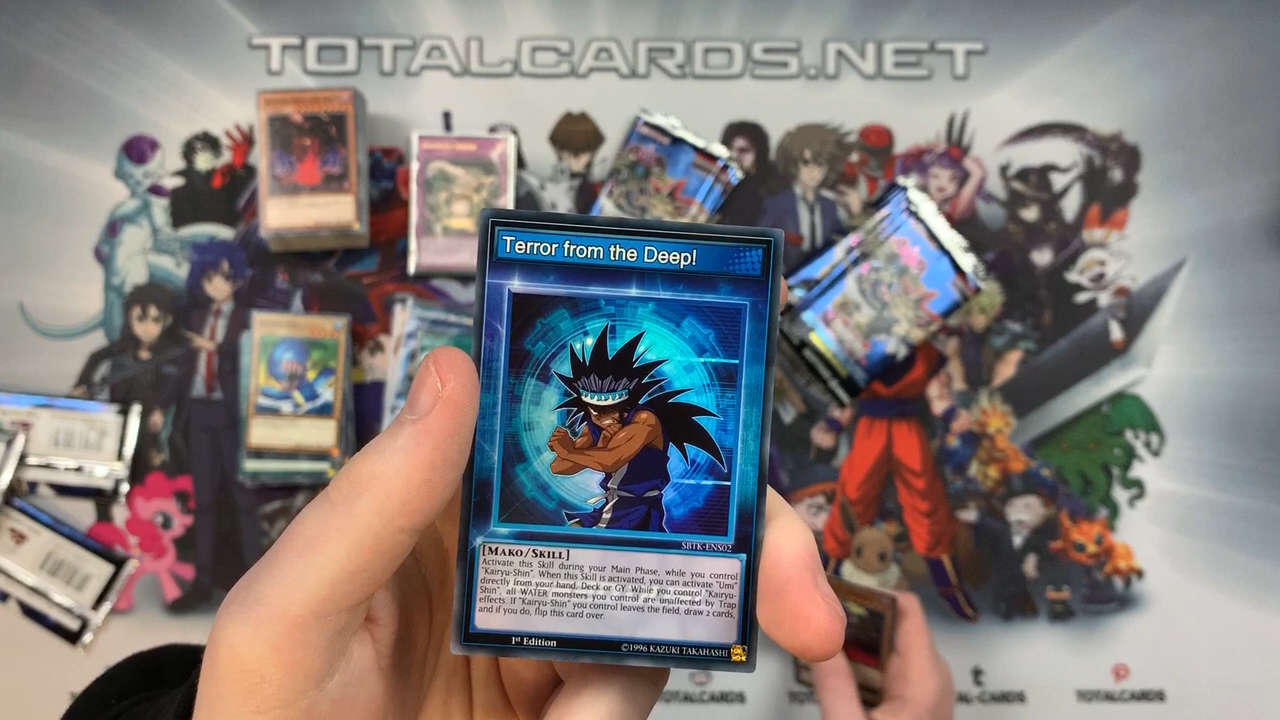 TOTALCARDS.NET
Terror from the Deep!
SBTK-ENS02
[MAKO/SKILL]
Activate this Skill during your Main Phase, while you control
"Kairyu-Shin". When this Skill is activated, you can activate "Umi"
directly from your hand, Deck or GY. While you control "Kairyu-
Shin", all WATER monsters you control are unaffected by Trap
effects. If "Kairyu-Shin" you control leaves the field, draw 2 cards,
and if you do, flip this card over.
1st Edition
©1996 KAZUKI TAKAHASHI
AL-CARDS
TOTALCARDS